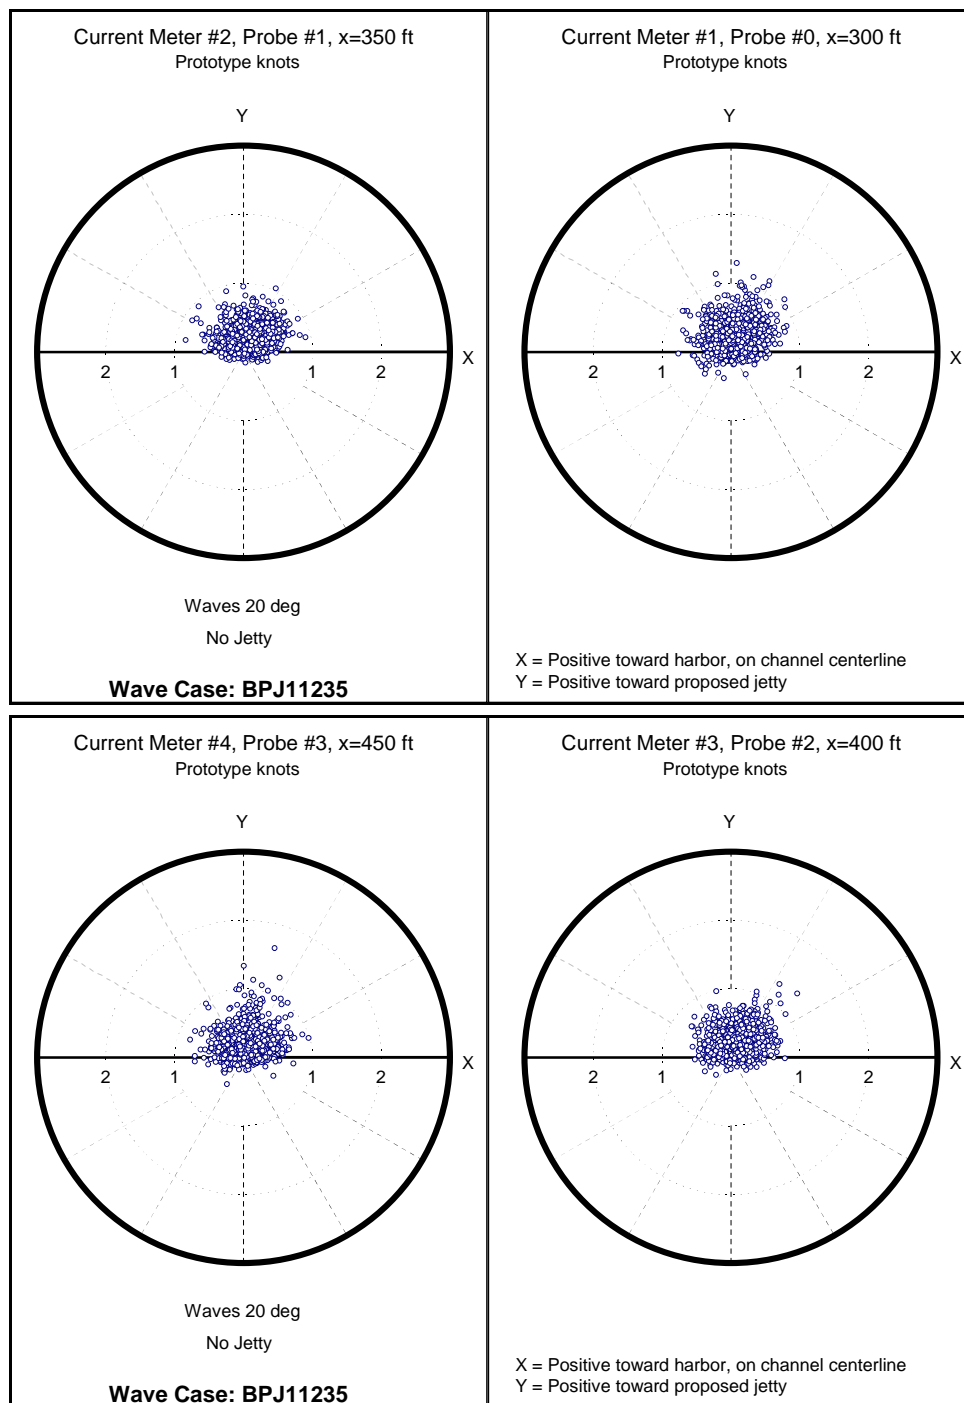 Current Meter #2, Probe #1, x=350 ft
Prototype knots
Y
X
2 1 1 2
Waves 20 deg
No Jetty
Wave Case: BPJ11235
Current Meter #1, Probe #0, x=300 ft
Prototype knots
Y
X
2 1 1 2
X = Positive toward harbor, on channel centerline
Y = Positive toward proposed jetty
Current Meter #4, Probe #3, x=450 ft
Prototype knots
Y
X
2 1 1 2
Waves 20 deg
No Jetty
Wave Case: BPJ11235
Current Meter #3, Probe #2, x=400 ft
Prototype knots
Y
X
2 1 1 2
X = Positive toward harbor, on channel centerline
Y = Positive toward proposed jetty